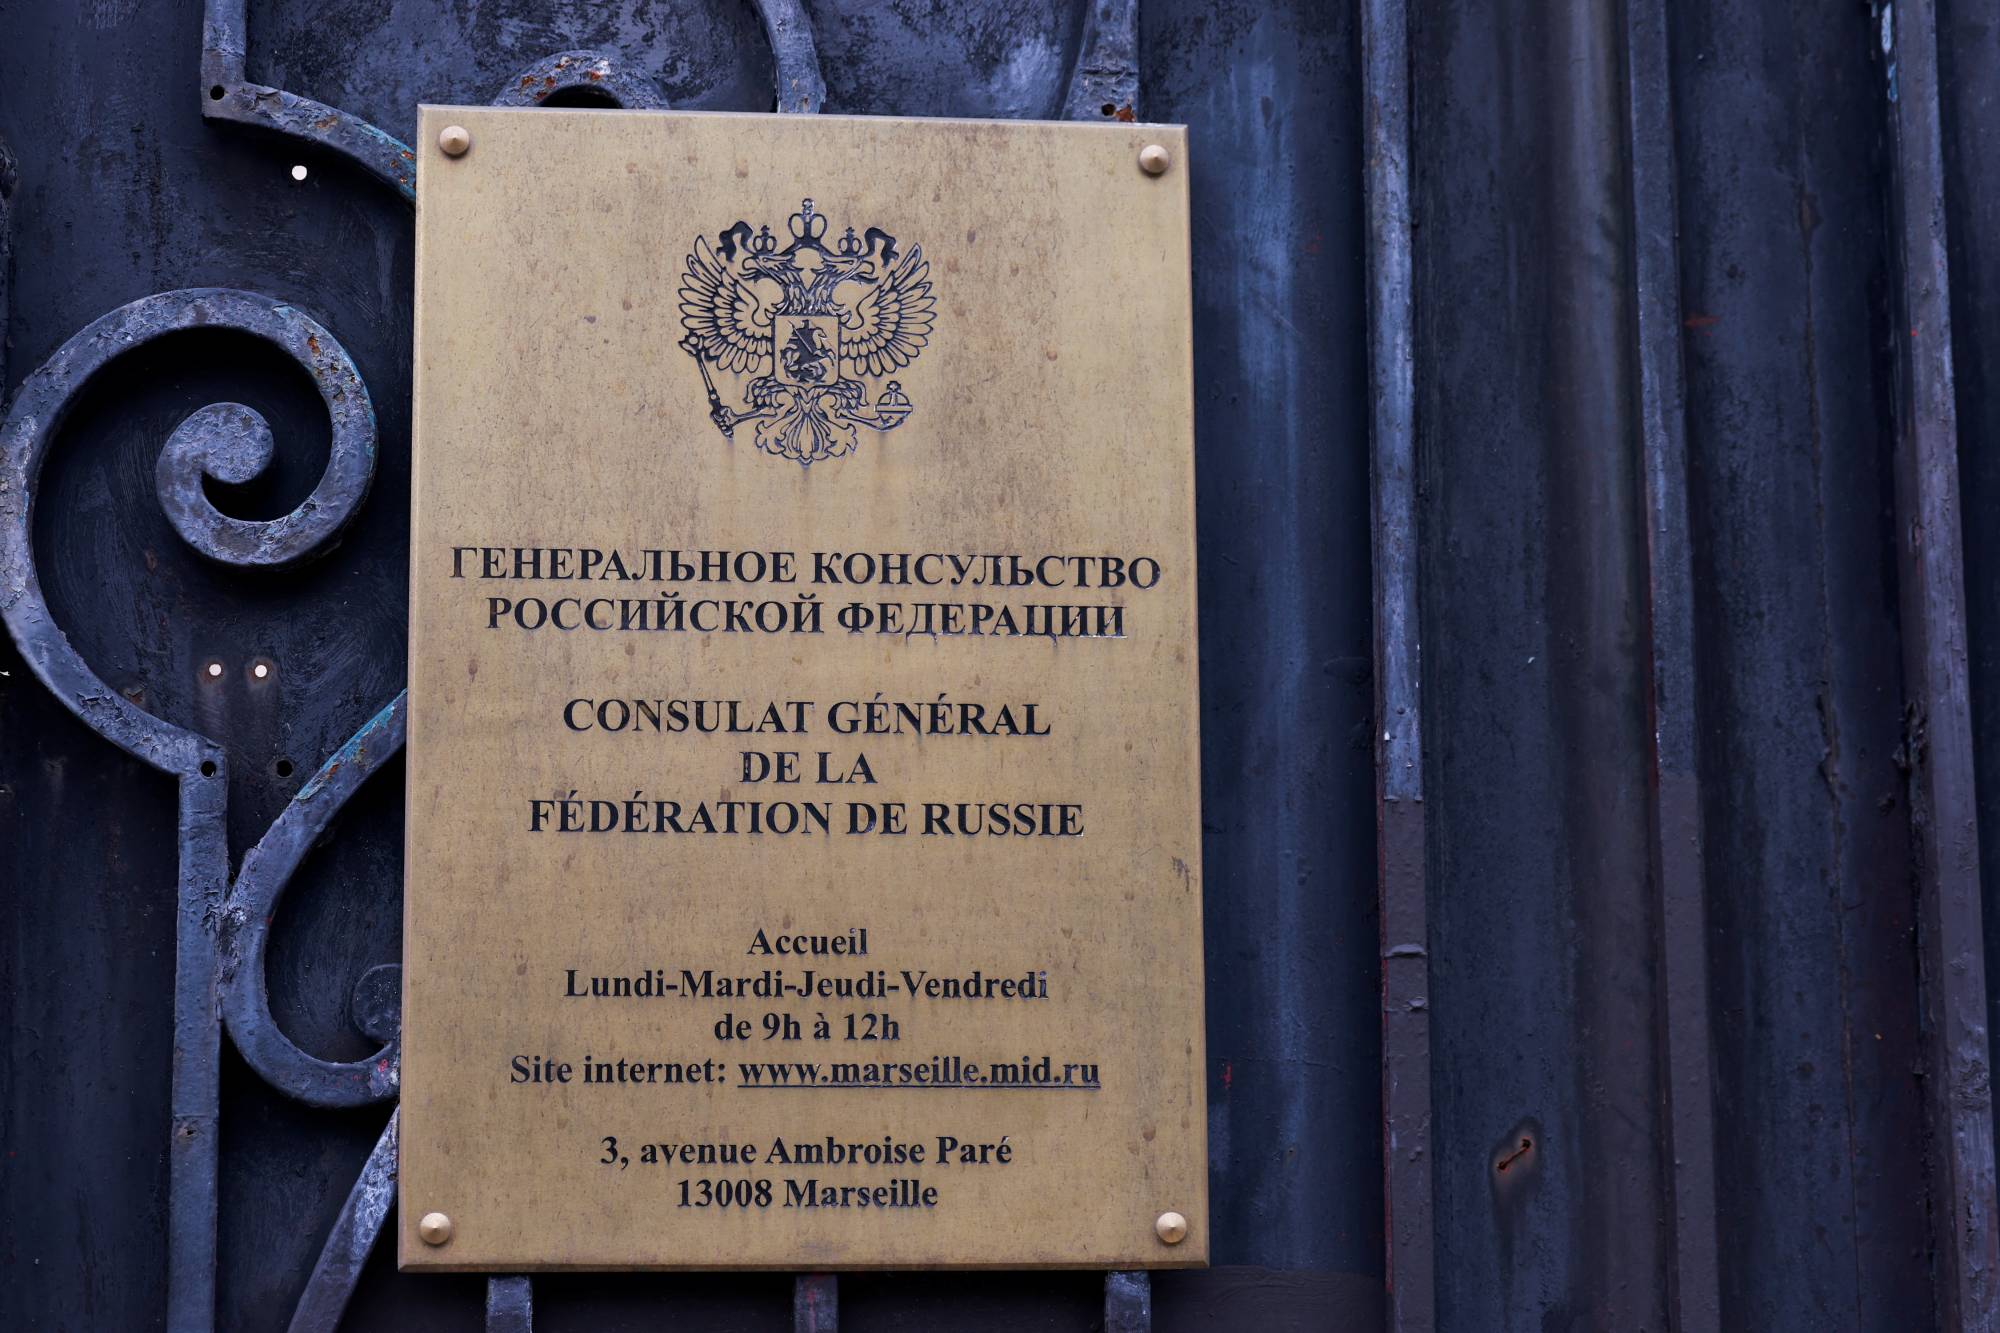 ГЕНЕРАЛЬНОЕ КОНСУЛЬСТВО
РОССИЙСКОЙ ФЕДЕРАЦИИ
CONSULAT GÉNÉRAL
DE LA
FÉDÉRATION DE RUSSIE
Accueil
Lundi-Mardi-Jeudi-Vendredi
de 9h à 12h
Site internet: www.marseille.mid.ru
3, avenue Ambroise Paré
13008 Marseille